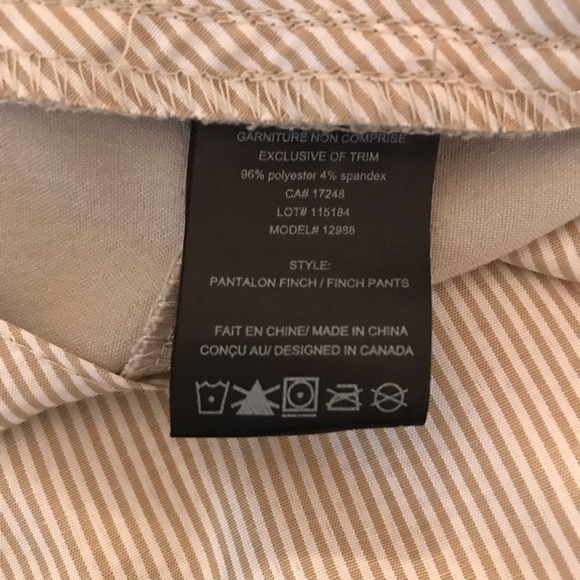 GARNITURE NON COMPRISE
EXCLUSIVE OF TRIM
96% polyester 4% spandex
CA# 17248
LOT# 115184
MODEL# 12988
STYLE:
PANTALON FINCH / FINCH PANTS
FAIT EN CHINE/ MADE IN CHINA
CONÇU AU/ DESIGNED IN CANADA